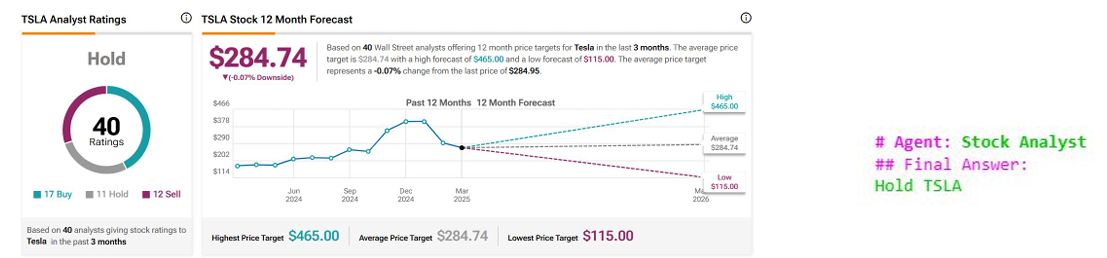 TSLA Analyst Ratings
Hold
40
Ratings
17 Buy 11 Hold 12 Sell
Based on 40 analysts giving stock ratings to
Tesla in the past 3 months
TSLA Stock 12 Month Forecast
$284.74
▼(-0.07% Downside)
Based on 40 Wall Street analysts offering 12 month price targets for Tesla in the last 3 months. The average price
target is $284.74 with a high forecast of $465.00 and a low forecast of $115.00. The average price target
represents a -0.07% change from the last price of $284.95.
Past 12 Months 12 Month Forecast
$466
$378
$290
$202
$114
Jun
2024
Sep
2024
Dec
2024
Mar
2025
2026
High
$465.00
Average
$284.74
Low
$115.00
Highest Price Target $465.00
Average Price Target $284.74
Lowest Price Target $115.00
# Agent: Stock Analyst
## Final Answer:
Hold TSLA